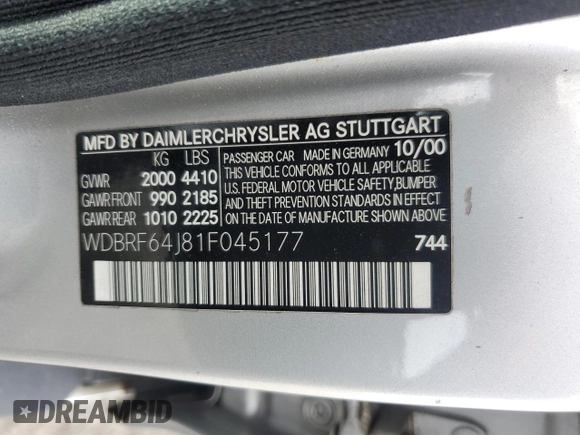 MFD BY DAIMLERCHRYSLER AG STUTTGART
KG LBS
GVWR 2000 4410
GAWR FRONT 990 2185
GAWR REAR 1010 2225
PASSENGER CAR MADE IN GERMANY 10/00
THIS VEHICLE CONFORMS TO ALL APPLICABLE
U.S. FEDERAL MOTOR VEHICLE SAFETY, BUMPER
AND THEFT PREVENTION STANDARDS
IN EFFECT ON THE DATE OF
MANUFACTURE SHOWN ABOVE
WDBRF64J81F045177 744
DREAMBID